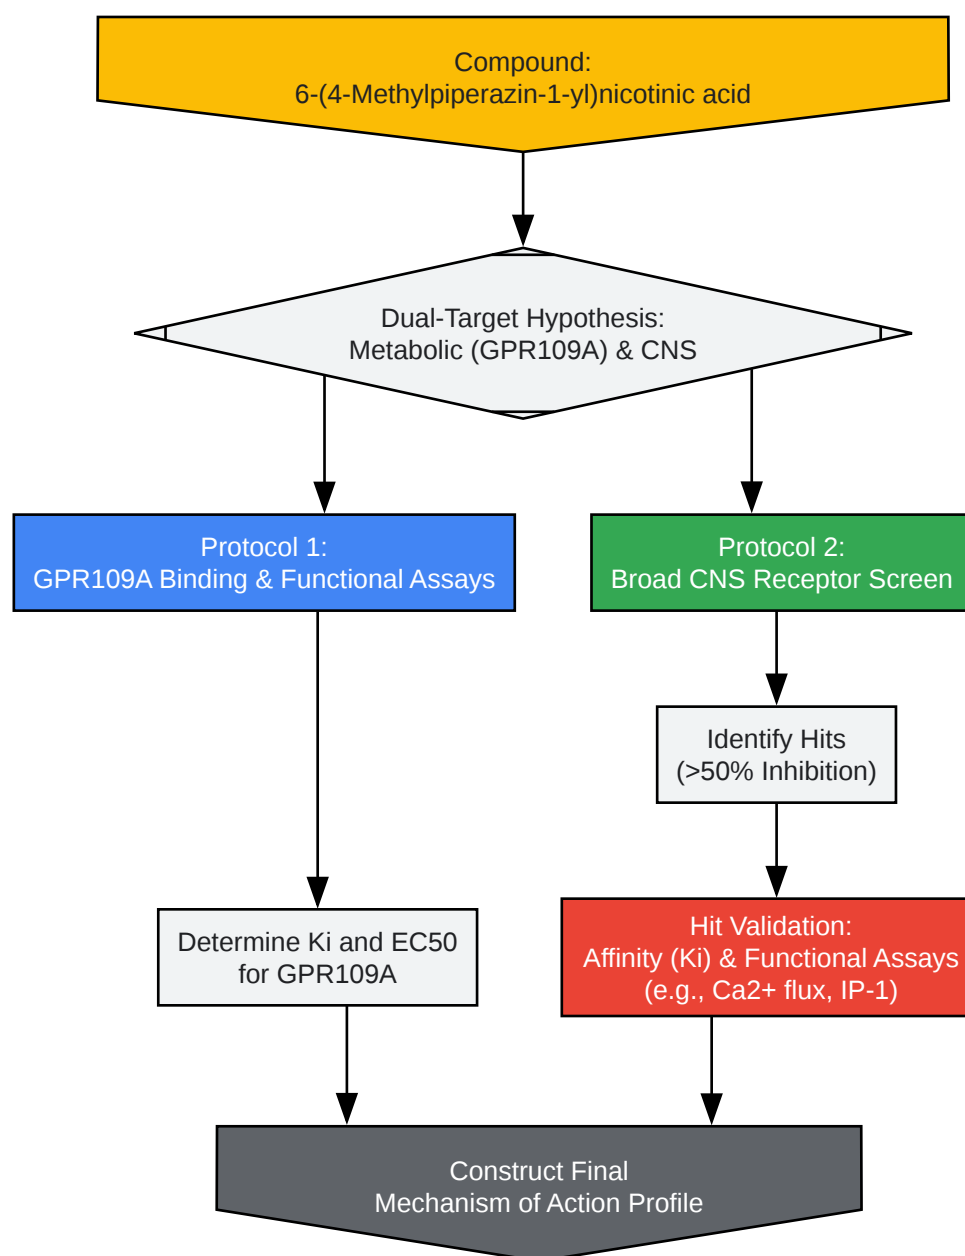 Compound:
6-(4-Methylpiperazin-1-yl)nicotinic acid
Dual-Target Hypothesis:
Metabolic (GPR109A) & CNS
Protocol 1:
GPR109A Binding & Functional Assays
Protocol 2:
Broad CNS Receptor Screen
Identify Hits
(>50% Inhibition)
Determine Ki and EC50
for GPR109A
Hit Validation:
Affinity (Ki) & Functional Assays
(e.g., Ca2+ flux, IP-1)
Construct Final
Mechanism of Action Profile